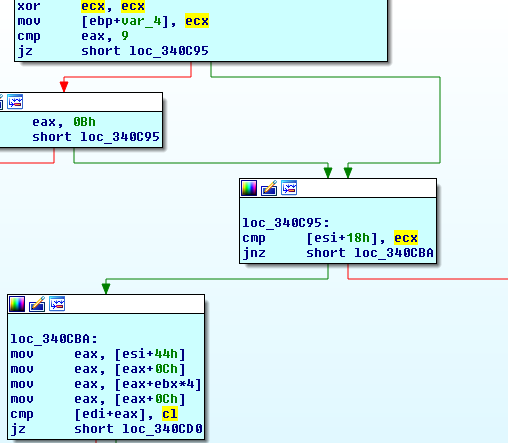 xor     ecx, ecx
mov     [ebp+var_4], ecx
cmp     eax, 9
jz      short loc_340C95
eax, 0Bh
short loc_340C95
loc_340C95:
cmp     [esi+18h], ecx
jnz     short loc_340CBA
loc_340CBA:
mov     eax, [esi+44h]
mov     eax, [eax+0Ch]
mov     eax, [eax+ebx*4]
mov     eax, [eax+0Ch]
cmp     [edi+eax], cl
jz      short loc_340CD0